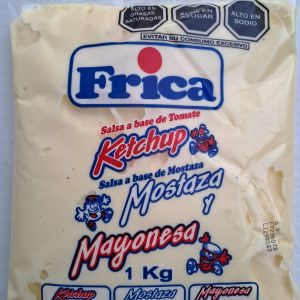 ALTO EN GRASAS SATURADAS
ALTO EN AZÚCAR
ALTO EN SODIO
EVITAR SU CONSUMO EXCESIVO
Frica
Salsa a base de Tomate
Ketchup
Salsa a base de Mostaza
Mostaza
y
Mayonesa
1 Kg
Ketchup Mostaza Mayonesa